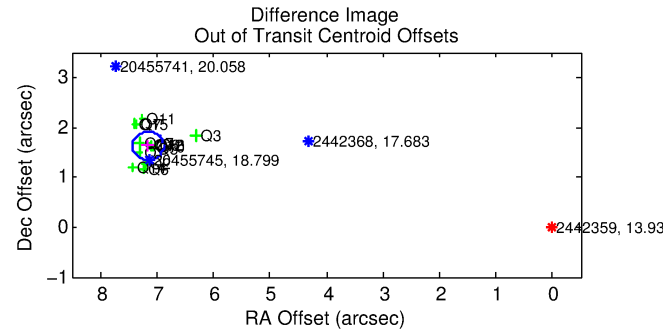 Difference Image
Out of Transit Centroid Offsets
Dec Offset (arcsec)
3
2
1
0
−1
20455741, 20.058
Q11
Q3
2442368, 17.683
20455745, 18.799
2442359, 13.93
8 7 6 5 4 3 2 1 0
RA Offset (arcsec)